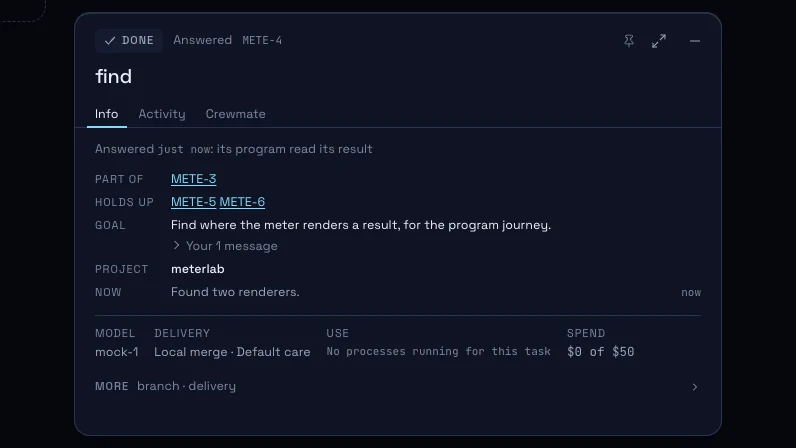 DONE Answered METE-4
find
Info Activity Crewmate
Answered just now: its program read its result
PART OF METE-3
HOLDS UP METE-5 METE-6
GOAL Find where the meter renders a result, for the program journey.
Your 1 message
PROJECT meterlab
NOW Found two renderers. now
MODEL DELIVERY USE SPEND
mock-1 Local merge · Default care No processes running for this task $0 of $50
MORE branch · delivery